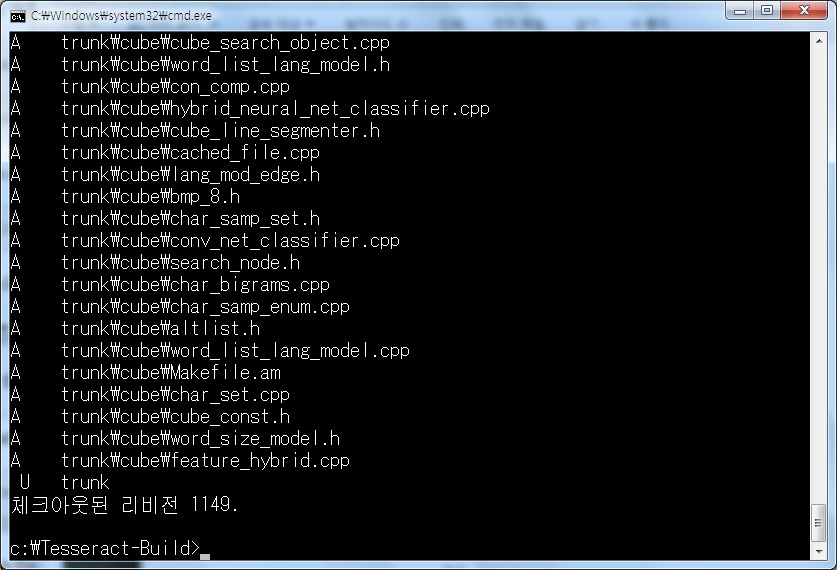 C:₩Windows₩system32₩cmd.exe
A    trunk₩cube₩cube_search_object.cpp
A    trunk₩cube₩word_list_lang_model.h
A    trunk₩cube₩con_comp.cpp
A    trunk₩cube₩hybrid_neural_net_classifier.cpp
A    trunk₩cube₩cube_line_segmenter.h
A    trunk₩cube₩cached_file.cpp
A    trunk₩cube₩lang_mod_edge.h
A    trunk₩cube₩bmp_8.h
A    trunk₩cube₩char_samp_set.h
A    trunk₩cube₩conv_net_classifier.cpp
A    trunk₩cube₩search_node.h
A    trunk₩cube₩char_bigrams.cpp
A    trunk₩cube₩char_samp_enum.cpp
A    trunk₩cube₩altlist.h
A    trunk₩cube₩word_list_lang_model.cpp
A    trunk₩cube₩Makefile.am
A    trunk₩cube₩char_set.cpp
A    trunk₩cube₩cube_const.h
A    trunk₩cube₩word_size_model.h
A    trunk₩cube₩feature_hybrid.cpp
 U   trunk
체크아웃된 리비전 1149.
c:₩Tesseract-Build>